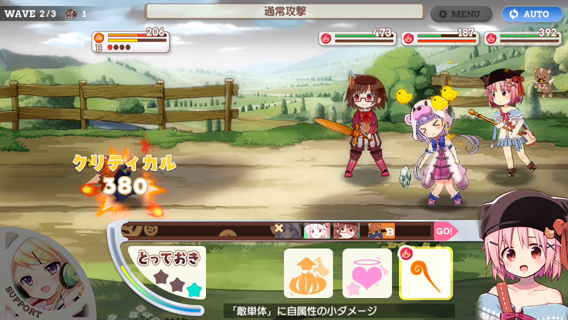 WAVE 2/3 1
通常攻撃
MENU
AUTO
206
B
473
187
392
クリティカル
380
B
GO!
とっておき
SUPPORT
「敵単体」に自属性の小ダメージ